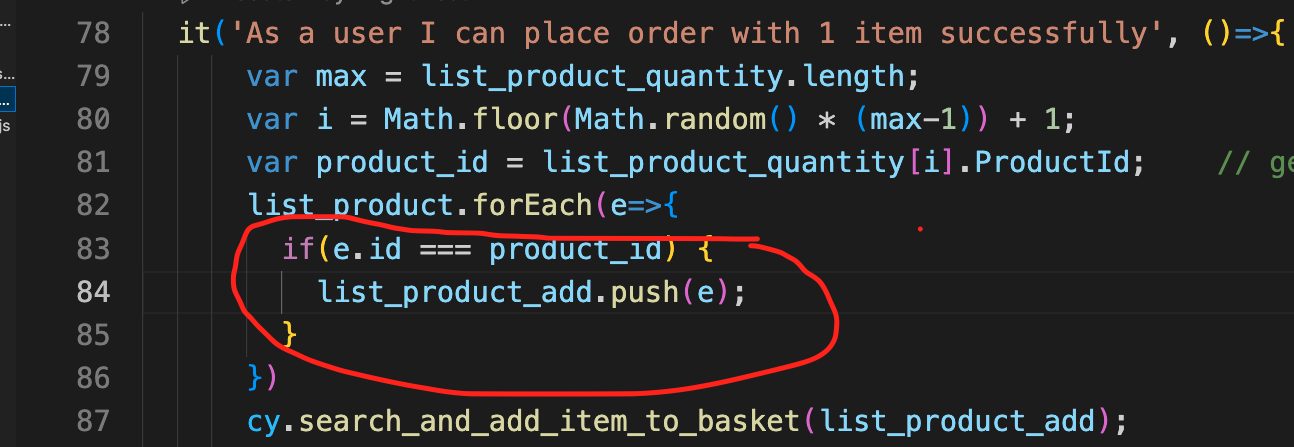 78 it('As a user I can place order with 1 item successfully', ()=>{
...
79 var max = list_product_quantity.length;
s...
80 var i = Math.floor(Math.random() * (max-1)) + 1;
...
js
81 var product_id = list_product_quantity[i].ProductId; // ge
82 list_product.forEach(e=>{
83 if(e.id === product_id) {
84 list_product_add.push(e);
85 }
86 })
87 cy.search_and_add_item_to_basket(list_product_add);